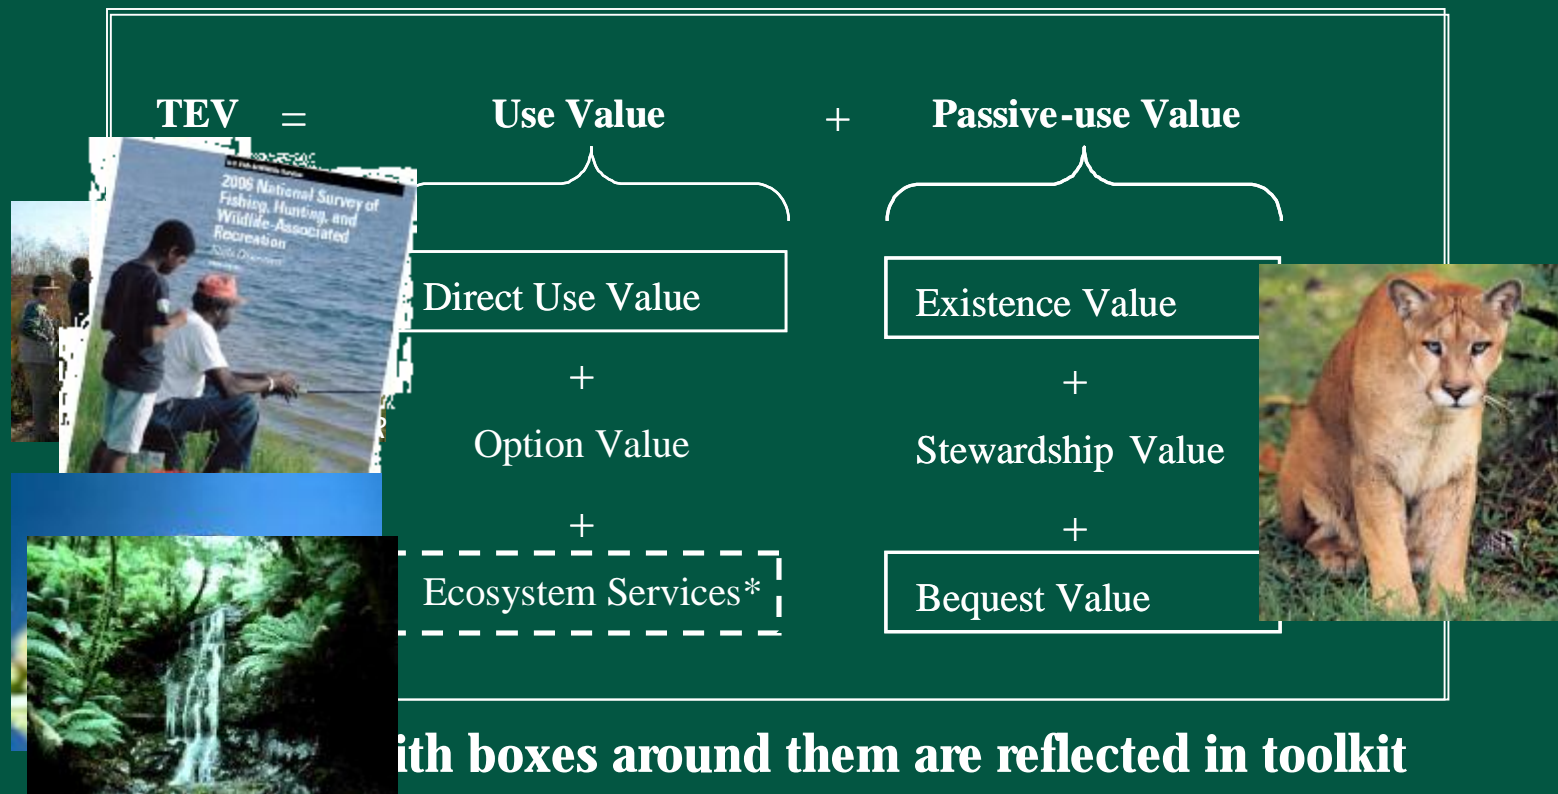 TEV = Use Value + Passive-use Value
2006 National Survey of
Fishing, Hunting, and
Wildlife-Associated
Recreation
Direct Use Value
Existence Value
+
+
Option Value
Stewardship Value
+
+
Ecosystem Services*
Bequest Value
ith boxes around them are reflected in toolkit